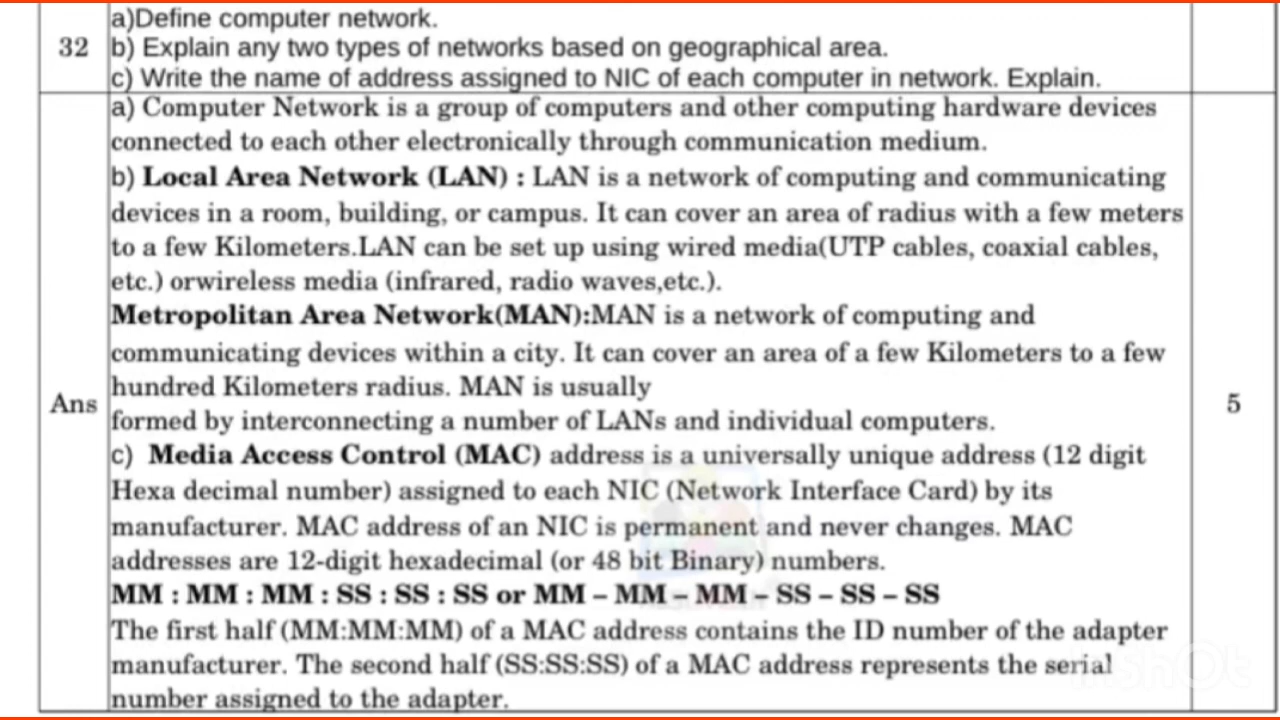 a)Define computer network.
32 b) Explain any two types of networks based on geographical area.
c) Write the name of address assigned to NIC of each computer in network. Explain.
a) Computer Network is a group of computers and other computing hardware devices
connected to each other electronically through communication medium.
b) Local Area Network (LAN) : LAN is a network of computing and communicating
devices in a room, building, or campus. It can cover an area of radius with a few meters
to a few Kilometers.LAN can be set up using wired media(UTP cables, coaxial cables,
etc.) orwireless media (infrared, radio waves,etc.).
Metropolitan Area Network(MAN):MAN is a network of computing and
communicating devices within a city. It can cover an area of a few Kilometers to a few
hundred Kilometers radius. MAN is usually
Ans 5
formed by interconnecting a number of LANs and individual computers.
c) Media Access Control (MAC) address is a universally unique address (12 digit
Hexa decimal number) assigned to each NIC (Network Interface Card) by its
manufacturer. MAC address of an NIC is permanent and never changes. MAC
addresses are 12-digit hexadecimal (or 48 bit Binary) numbers.
MM : MM : MM : SS : SS : SS or MM – MM – MM – SS – SS – SS
The first half (MM:MM:MM) of a MAC address contains the ID number of the adapter
manufacturer. The second half (SS:SS:SS) of a MAC address represents the serial
number assigned to the adapter.
InShOt